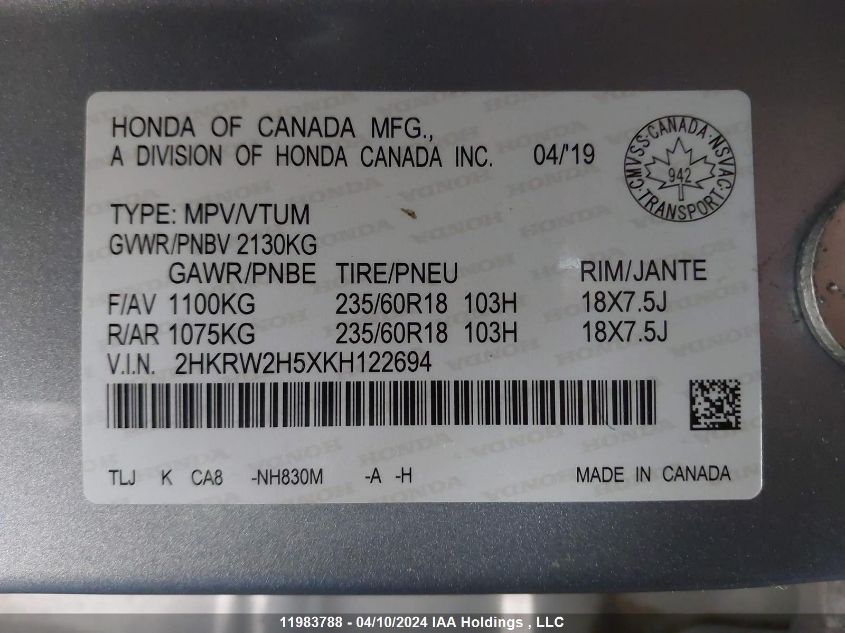 HONDA OF CANADA MFG.,
A DIVISION OF HONDA CANADA INC. 04/'19
CMVSS·CANADA·NSVAC·TRANSPORT·
942
TYPE: MPV/VTUM
GVWR/PNBV 2130KG
GAWR/PNBE TIRE/PNEU RIM/JANTE
F/AV 1100KG 235/60R18 103H 18X7.5J
R/AR 1075KG 235/60R18 103H 18X7.5J
V.I.N. 2HKRW2H5XKH122694
TLJ K CA8 -NH830M -A -H MADE IN CANADA
11983788 - 04/10/2024 IAA Holdings , LLC